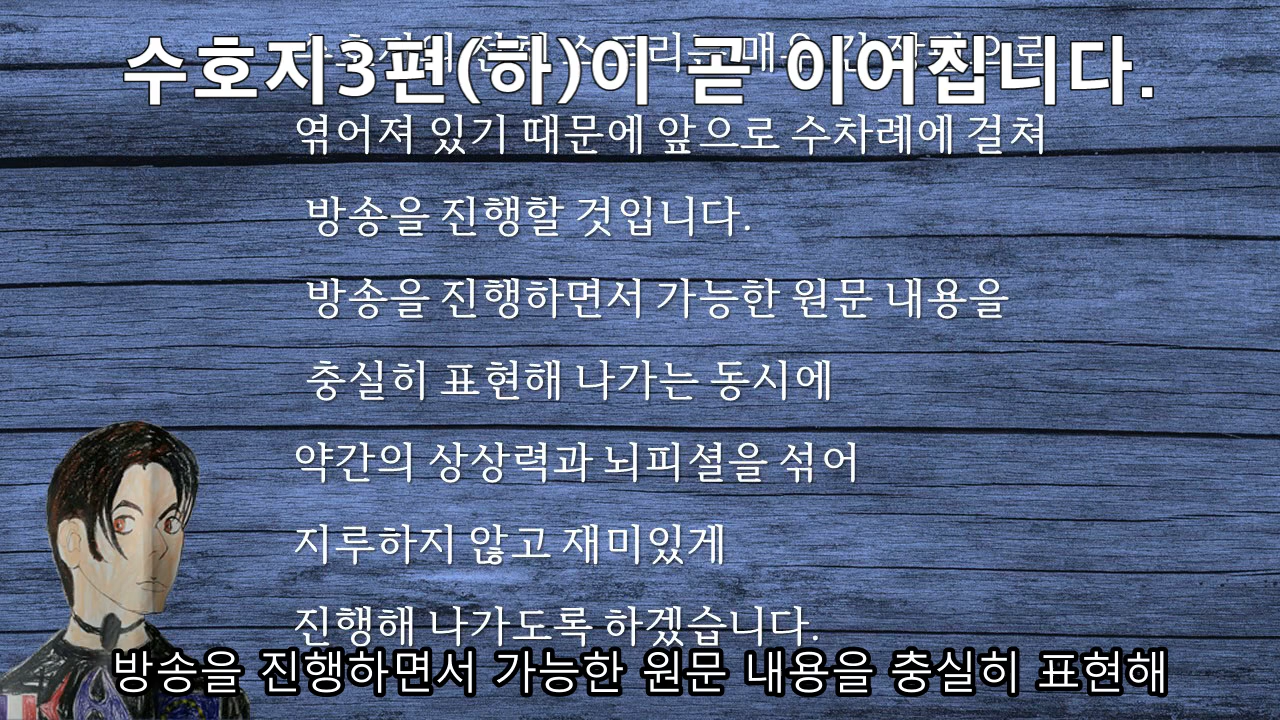 수호지3편(하)이 곧 이어집니다.
엮어져 있기 때문에 앞으로 수차례에 걸쳐
방송을 진행할 것입니다.
방송을 진행하면서 가능한 원문 내용을
충실히 표현해 나가는 동시에
약간의 상상력과 뇌피셜을 섞어
지루하지 않고 재미있게
진행해 나가도록 하겠습니다.
방송을 진행하면서 가능한 원문 내용을 충실히 표현해